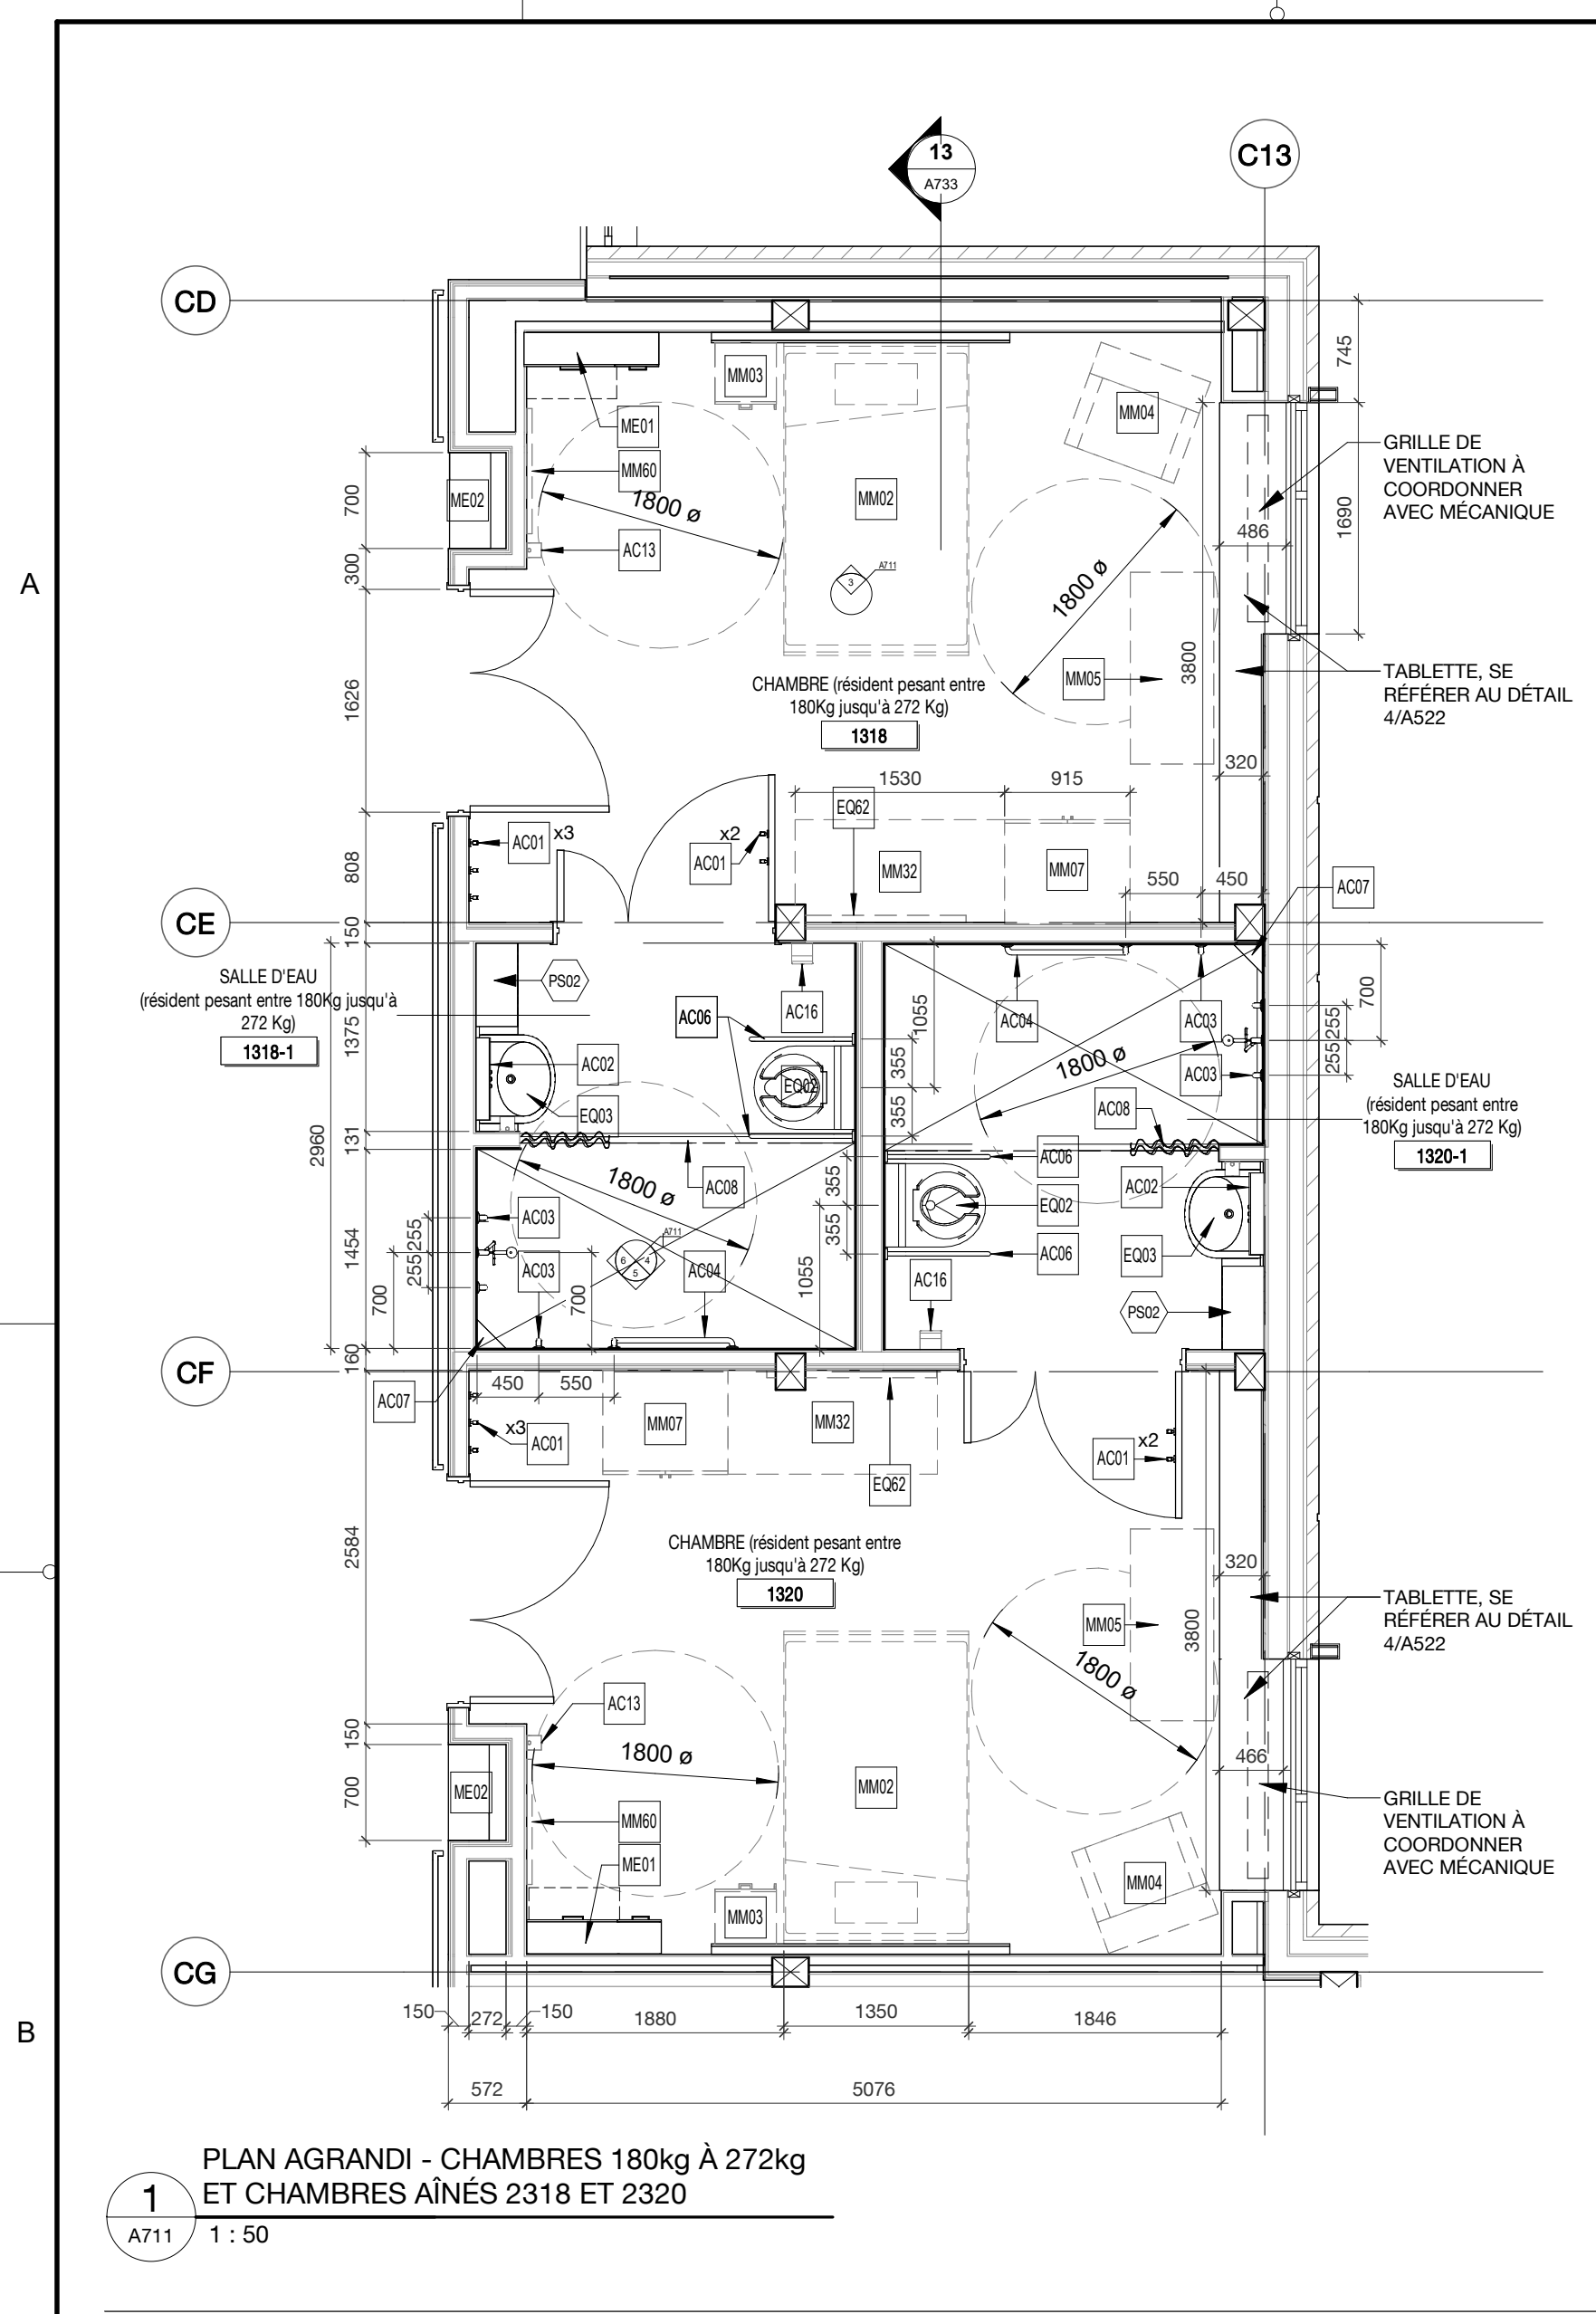 13
A733
C13
CD
745
MM03
MM04
ME01
MM60
MM02
ME02
700
1800 ø
AC13
300
GRILLE DE
VENTILATION À
COORDONNER
AVEC MÉCANIQUE
486
1690
A
3
A711
1800 ø
MM05
3800
1626
CHAMBRE (résident pesant entre
180Kg jusqu'à 272 Kg)
1318
TABLETTE, SE
RÉFÉRER AU DÉTAIL
4/A522
320
1530
915
EQ62
AC01
x3
x2
AC01
MM32
MM07
808
550
450
AC07
CE
150
SALLE D'EAU
(résident pesant entre 180Kg jusqu'à
272 Kg)
1318-1
PS02
AC16
AC06
1055
AC04
AC03
700
1375
AC02
EQ02
355
1800 ø
AC03
255
255
EQ03
355
AC08
SALLE D'EAU
(résident pesant entre
180Kg jusqu'à 272 Kg)
1320-1
2960
131
AC06
1800 ø
AC08
355
AC02
EQ02
AC03
355
1454
255
255
A711
6
4
5
AC03
AC04
AC06
EQ03
700
700
1055
AC16
PS02
160
CF
450
550
AC07
MM07
MM32
x3
AC01
x2
AC01
EQ62
2584
CHAMBRE (résident pesant entre
180Kg jusqu'à 272 Kg)
1320
320
TABLETTE, SE
RÉFÉRER AU DÉTAIL
4/A522
MM05
3800
1800 ø
AC13
150
1800 ø
466
ME02
MM02
700
MM60
GRILLE DE
VENTILATION À
COORDONNER
AVEC MÉCANIQUE
ME01
MM04
MM03
CG
150
272
150
1880
1350
1846
B
572
5076
PLAN AGRANDI - CHAMBRES 180kg À 272kg
ET CHAMBRES AÎNÉS 2318 ET 2320
1
A711
1 : 50